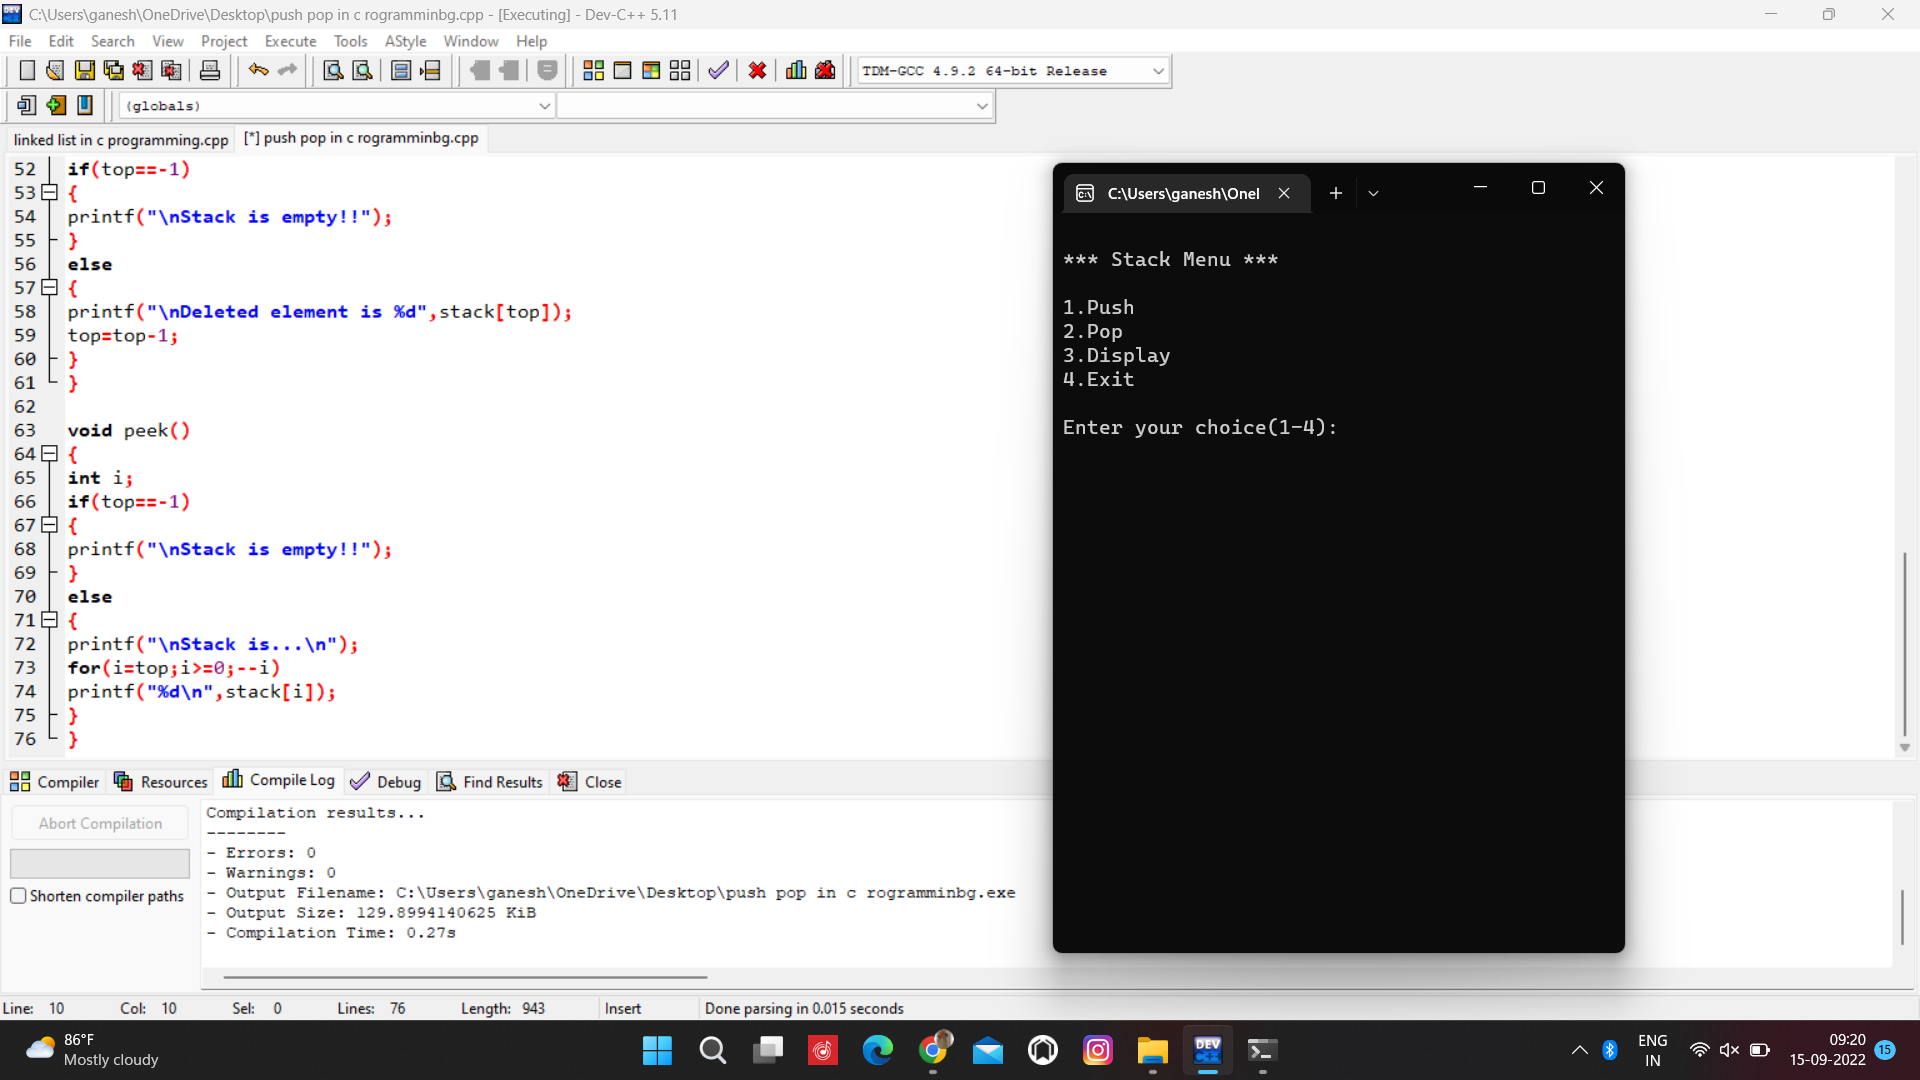 C:\Users\ganesh\OneDrive\Desktop\push pop in c rogramminbg.cpp - [Executing] - Dev-C++ 5.11
File Edit Search View Project Execute Tools AStyle Window Help
TDM-GCC 4.9.2 64-bit Release
(globals)
linked list in c programming.cpp [*] push pop in c rogramminbg.cpp
52 if(top==-1)
53 {
54 printf("\nStack is empty!!");
55 }
56 else
57 {
58 printf("\nDeleted element is %d",stack[top]);
59 top=top-1;
60 }
61 }
62
63 void peek()
64 {
65 int i;
66 if(top==-1)
67 {
68 printf("\nStack is empty!!");
69 }
70 else
71 {
72 printf("\nStack is...\n");
73 for(i=top;i>=0;--i)
74 printf("%d\n",stack[i]);
75 }
76 }
C:\Users\ganesh\Onel
*** Stack Menu ***
1.Push
2.Pop
3.Display
4.Exit
Enter your choice(1-4):
Compiler Resources Compile Log Debug Find Results Close
Abort Compilation
Shorten compiler paths
Compilation results...
--------
- Errors: 0
- Warnings: 0
- Output Filename: C:\Users\ganesh\OneDrive\Desktop\push pop in c rogramminbg.exe
- Output Size: 129.8994140625 KiB
- Compilation Time: 0.27s
Line: 10 Col: 10 Sel: 0 Lines: 76 Length: 943 Insert Done parsing in 0.015 seconds
86°F
Mostly cloudy
DEV
C++
ENG
IN
09:20
15-09-2022
15